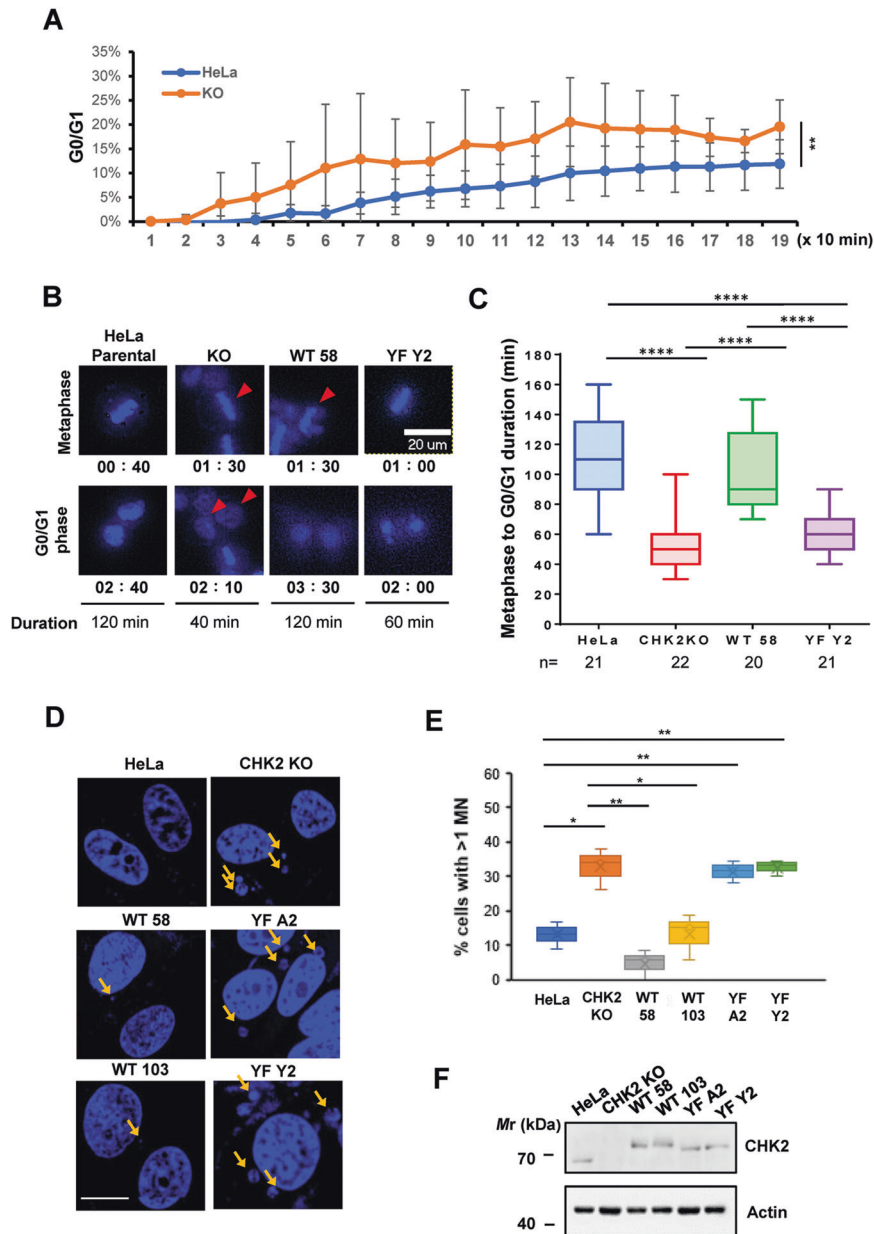 A
35%
30%
25%
20%
15%
10%
5%
0%
G0/G1
HeLa
KO
**
1 2 3 4 5 6 7 8 9 10 11 12 13 14 15 16 17 18 19 (x 10 min)
B
HeLa Parental
KO
WT 58
YF Y2
Metaphase
20 um
00 : 40
01 : 30
01 : 30
01 : 00
G0/G1 phase
02 : 40
02 : 10
03 : 30
02 : 00
Duration
120 min
40 min
120 min
60 min
C
****
****
****
****
Metaphase to G0/G1 duration (min)
180
160
140
120
100
80
60
40
20
0
HeLa
CHK2KO
WT 58
YF Y2
n=
21
22
20
21
D
HeLa
CHK2 KO
WT 58
YF A2
WT 103
YF Y2
E
**
**
*
**
*
% cells with >1 MN
60
50
40
30
20
10
0
HeLa
CHK2 KO
WT 58
WT 103
YF A2
YF Y2
F
HeLa
CHK2 KO
WT 58
WT 103
YF A2
YF Y2
Mr (kDa)
70
CHK2
40
Actin